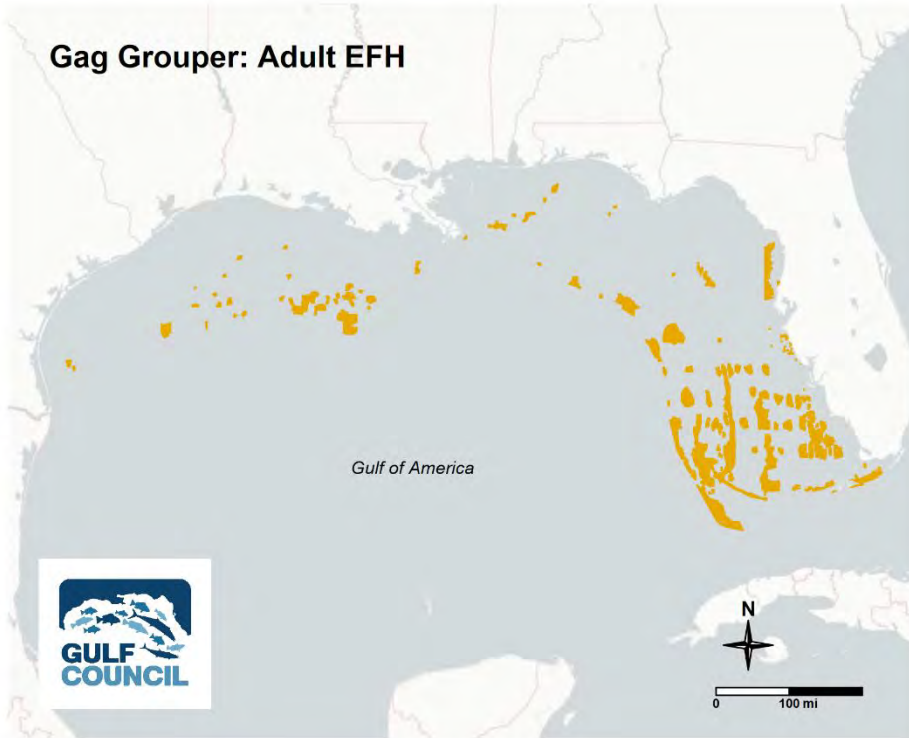 Gag Grouper: Adult EFH
Gulf of America
GULF
COUNCIL
N
0 100 mi